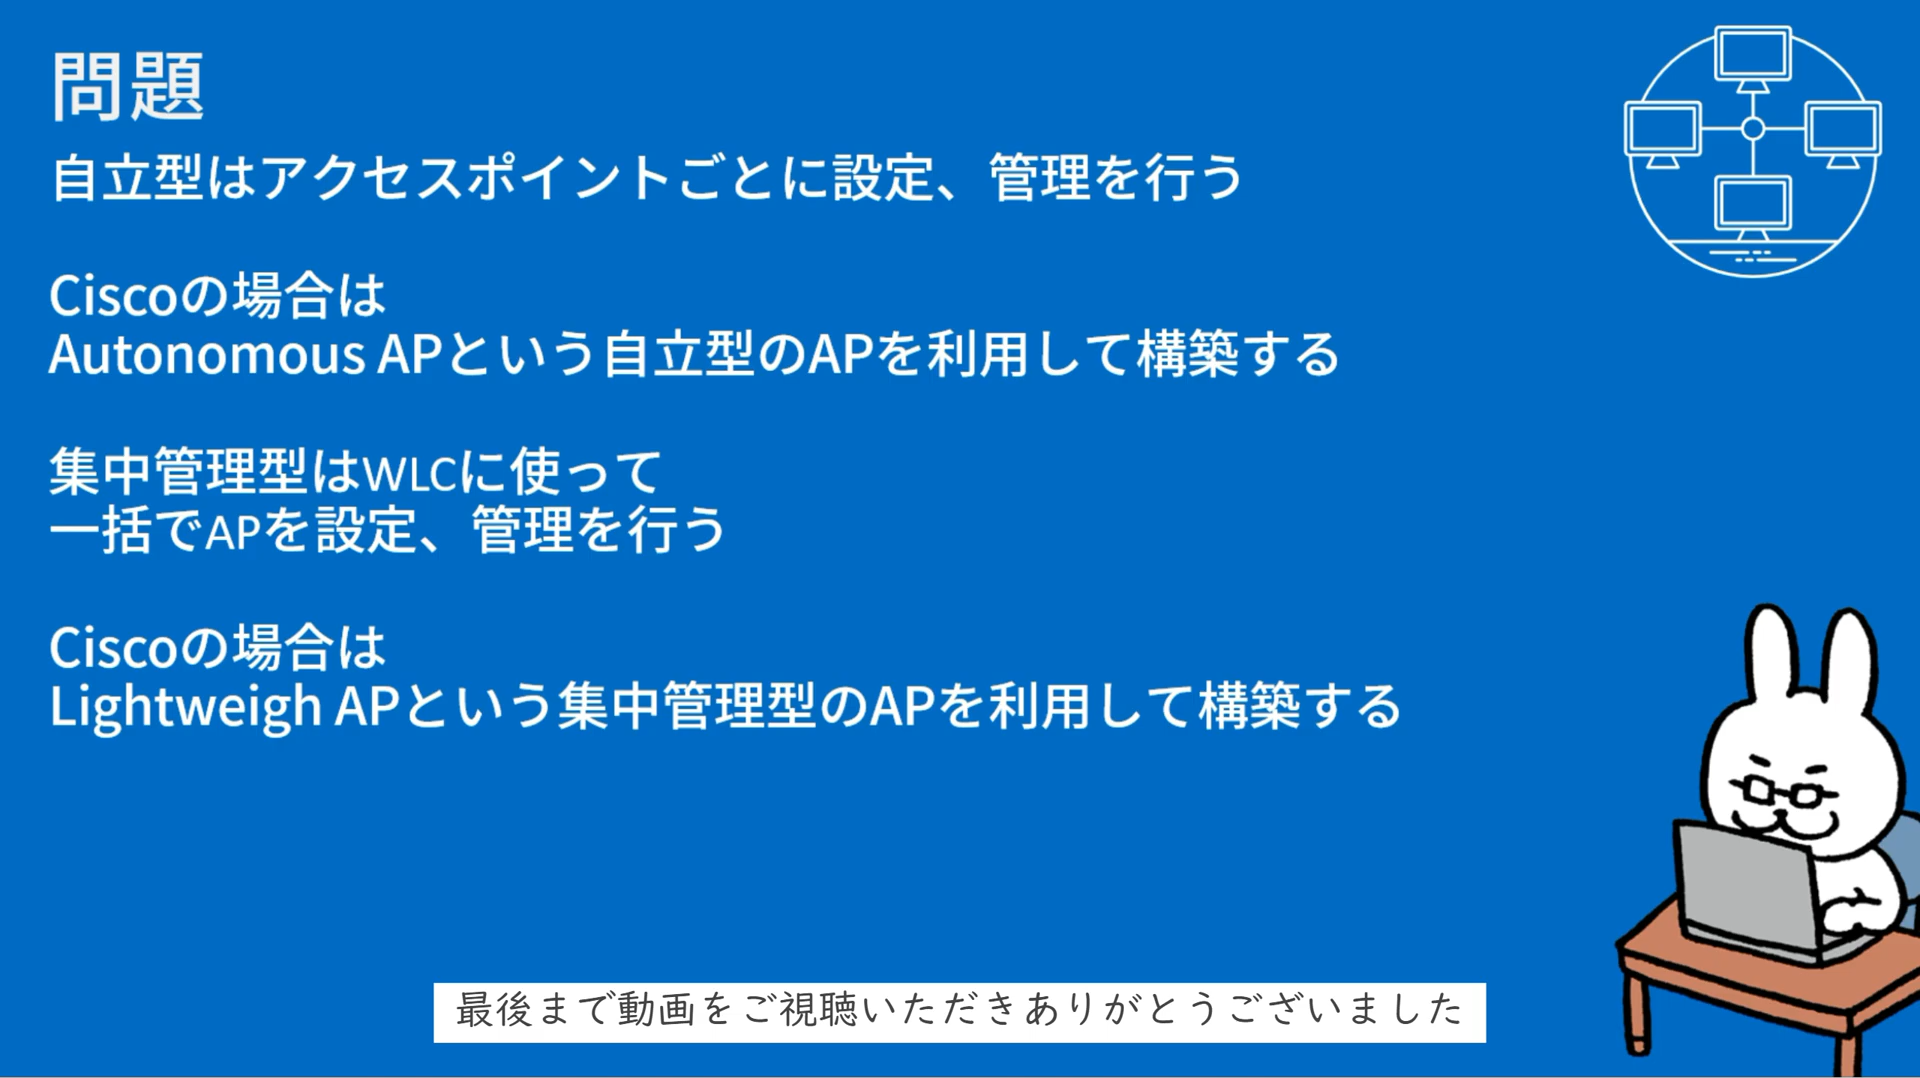 問題
自立型はアクセスポイントごとに設定、管理を行う
Ciscoの場合は
Autonomous APという自立型のAPを利用して構築する
集中管理型はWLCに使って
一括でAPを設定、管理を行う
Ciscoの場合は
Lightweigh APという集中管理型のAPを利用して構築する
最後まで動画をご視聴いただきありがとうございました